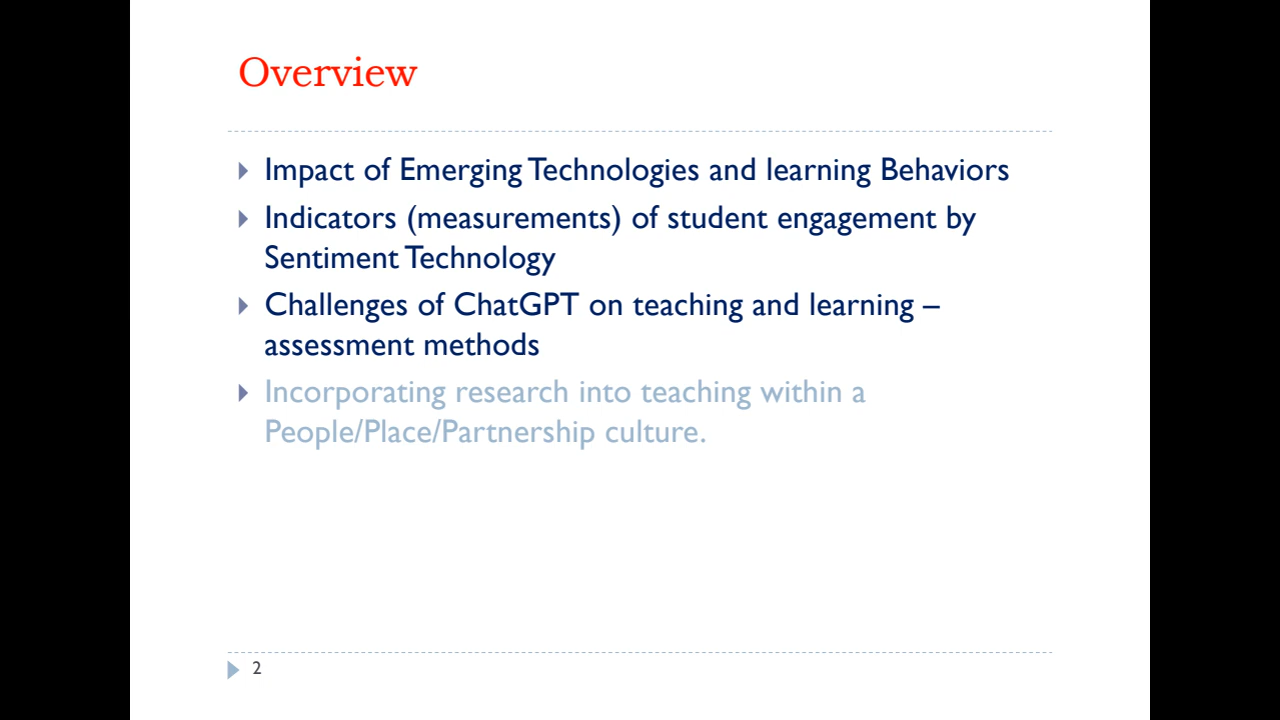 Overview
Impact of Emerging Technologies and learning Behaviors
Indicators (measurements) of student engagement by
Sentiment Technology
Challenges of ChatGPT on teaching and learning –
assessment methods
Incorporating research into teaching within a
People/Place/Partnership culture.
2